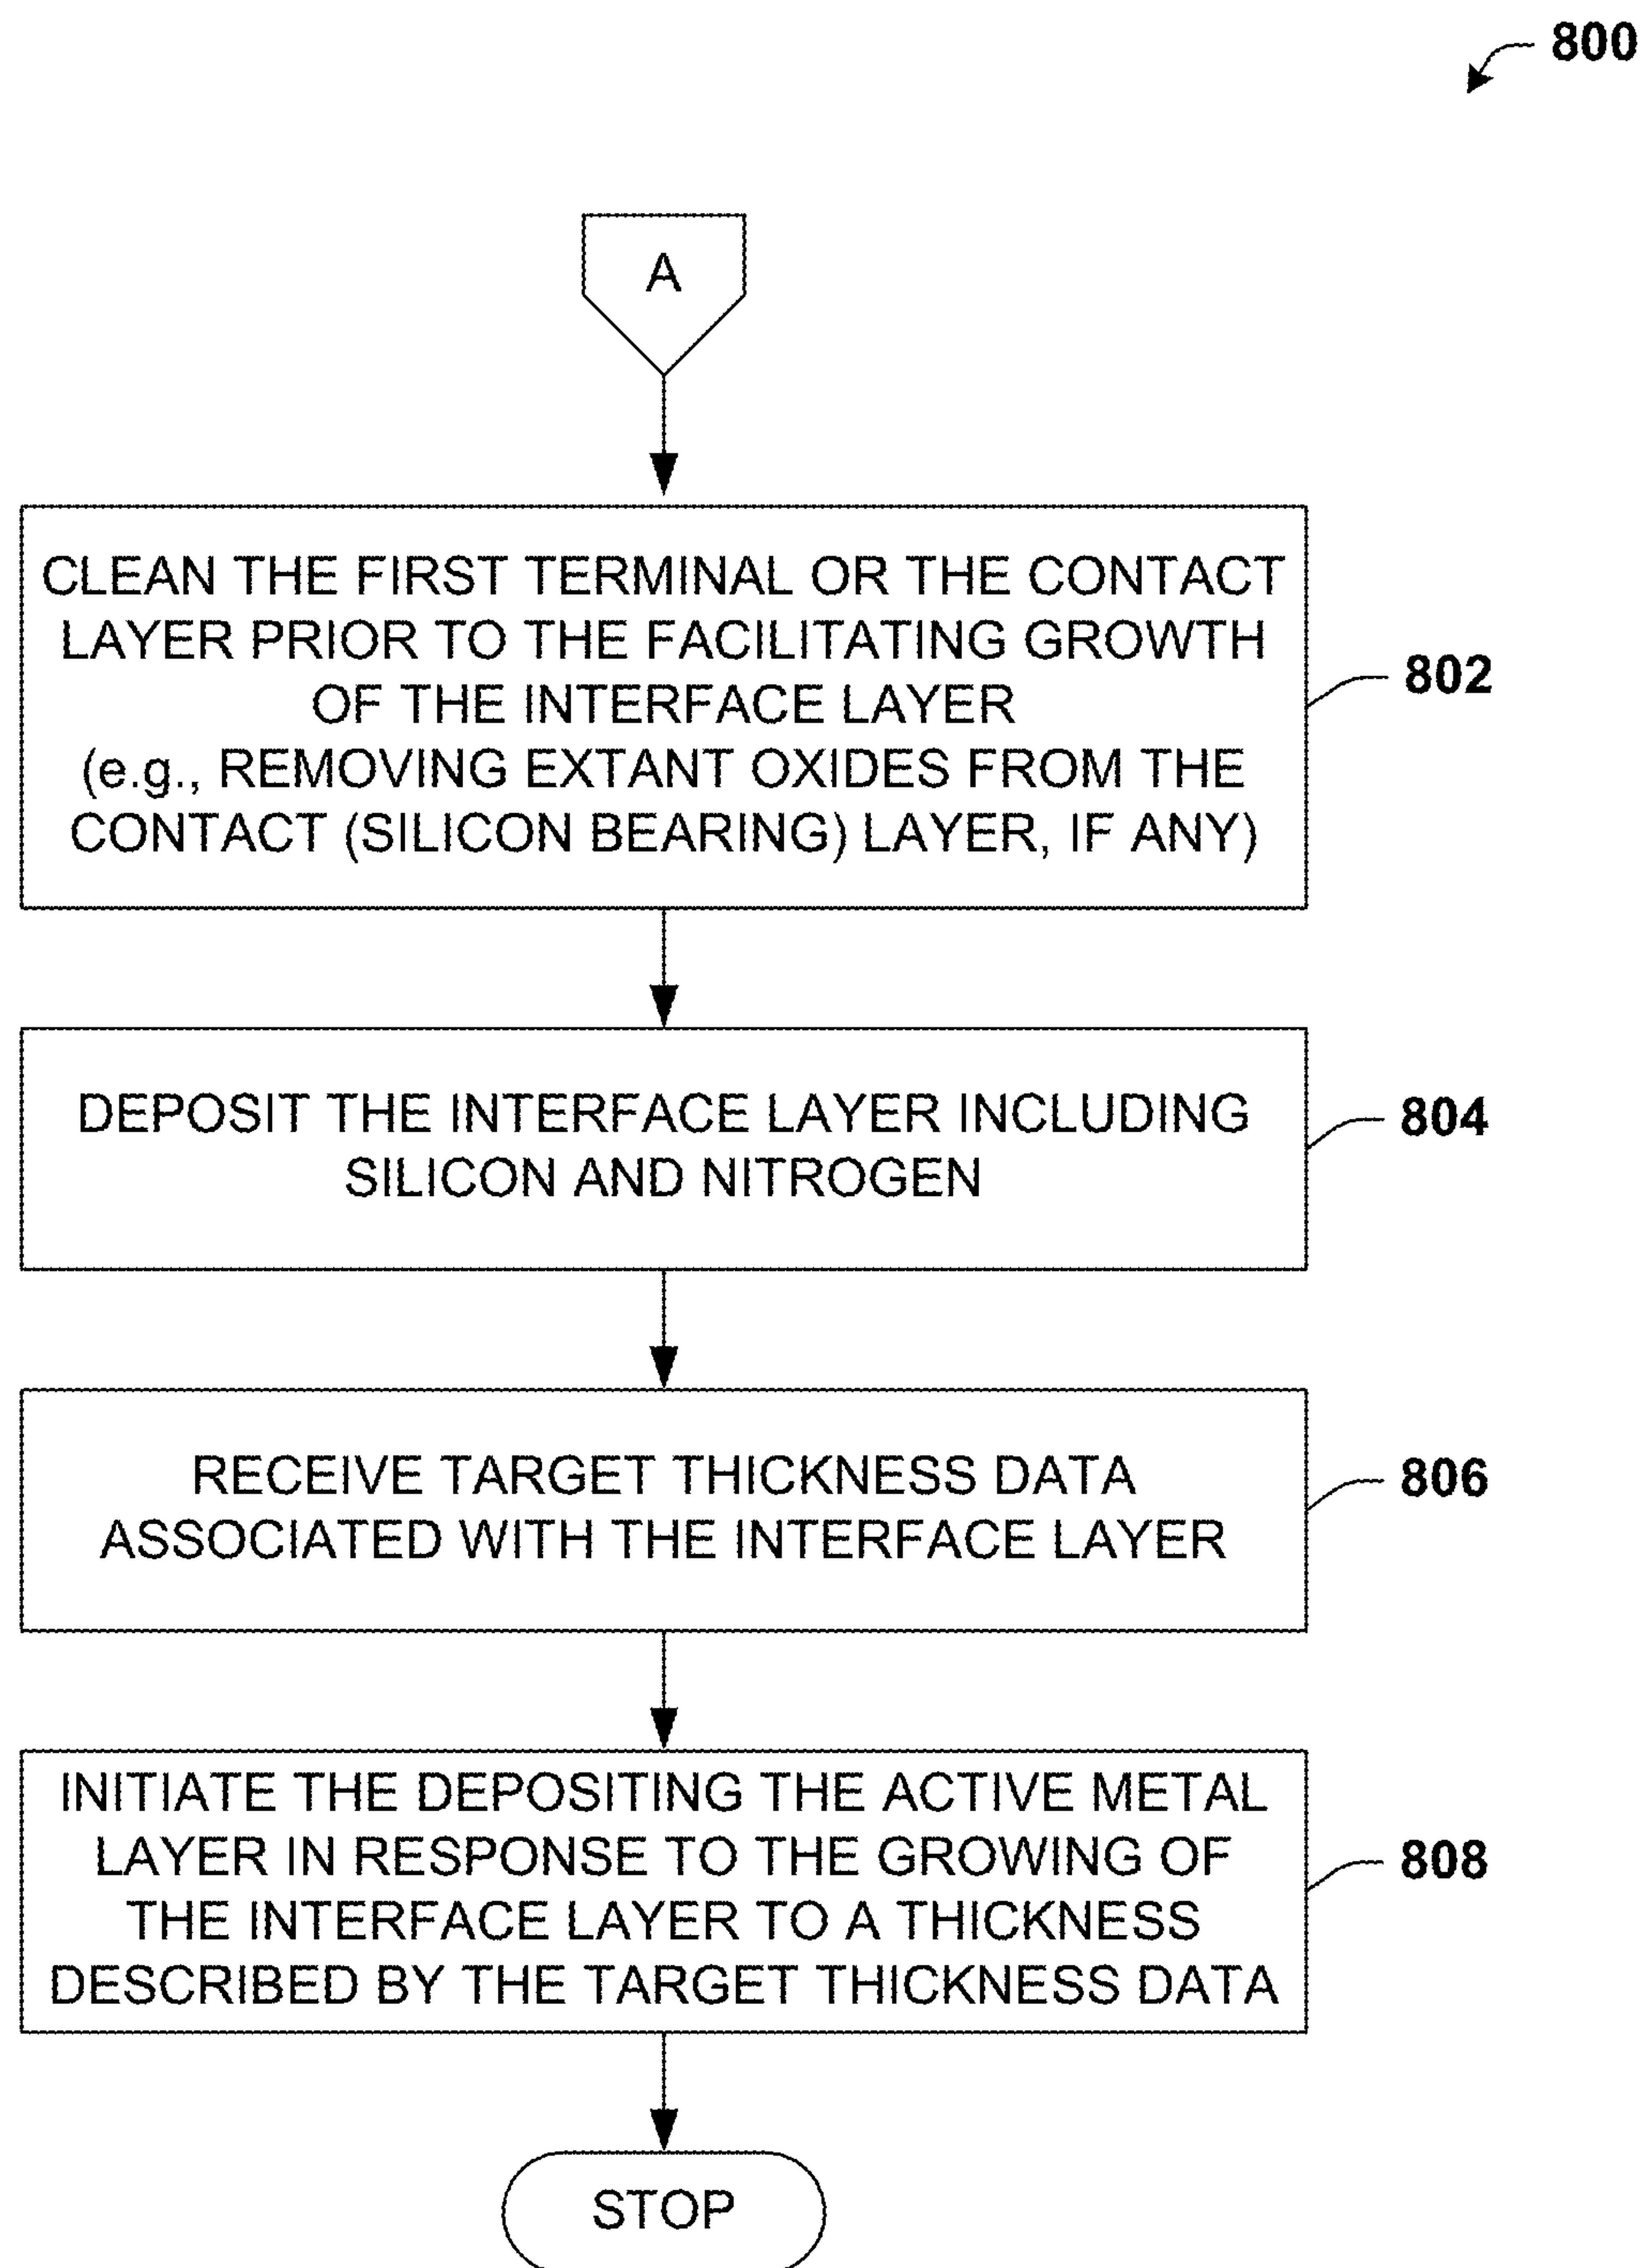 800
A
CLEAN THE FIRST TERMINAL OR THE CONTACT
LAYER PRIOR TO THE FACILITATING GROWTH
OF THE INTERFACE LAYER
(e.g., REMOVING EXTANT OXIDES FROM THE
CONTACT (SILICON BEARING) LAYER, IF ANY)
802
DEPOSIT THE INTERFACE LAYER INCLUDING
SILICON AND NITROGEN
804
RECEIVE TARGET THICKNESS DATA
ASSOCIATED WITH THE INTERFACE LAYER
806
INITIATE THE DEPOSITING THE ACTIVE METAL
LAYER IN RESPONSE TO THE GROWING OF
THE INTERFACE LAYER TO A THICKNESS
DESCRIBED BY THE TARGET THICKNESS DATA
808
STOP